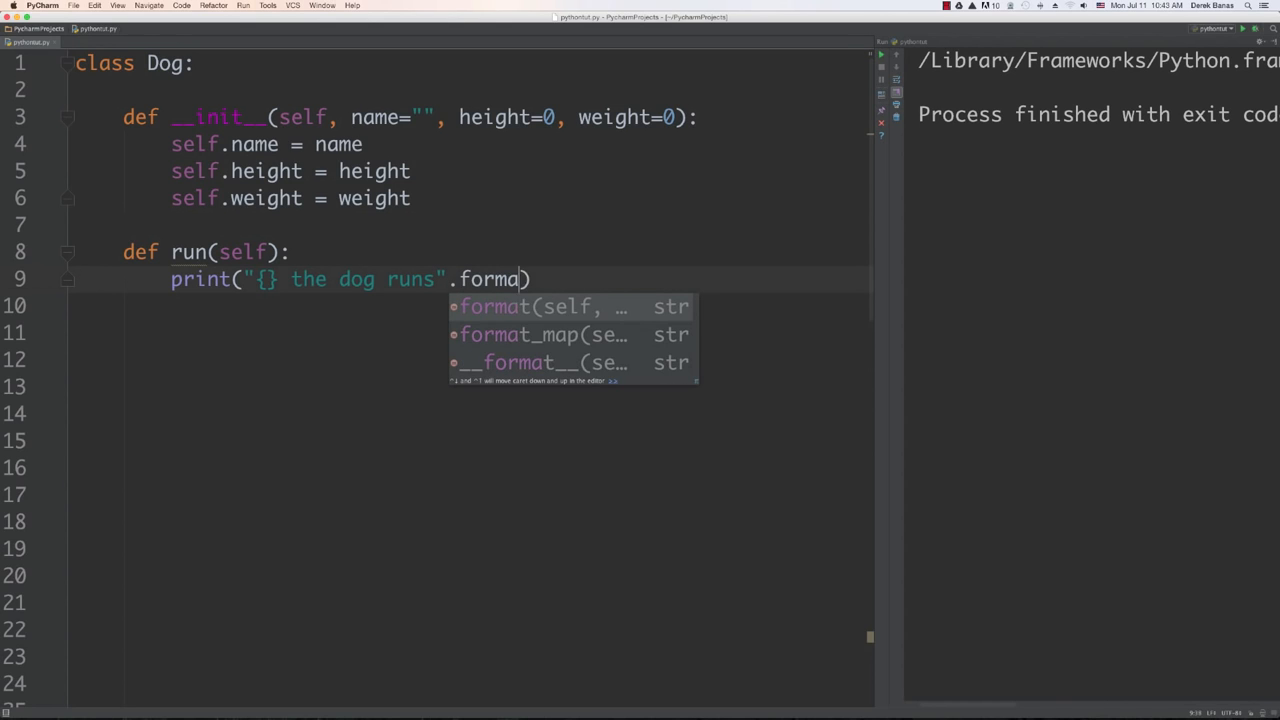 PyCharm File Edit View Navigate Code Refactor Run Tools VCS Window Help 10 Mon Jul 11 10:43 AM Derek Banas
pythontut.py - PycharmProjects - [~/PycharmProjects]
PycharmProjects pythontut.py pythontut
pythontut.py Run pythontut
1 class Dog:
2
3 def __init__(self, name="", height=0, weight=0):
4 self.name = name
5 self.height = height
6 self.weight = weight
7
8 def run(self):
9 print("{} the dog runs".forma)
10 format(self, … str
11 format_map(se… str
12 __format__(se… str
^↓ and ^↑ will move caret down and up in the editor >>
13
14
15
16
17
18
19
20
21
22
23
24
25
/Library/Frameworks/Python.fra
Process finished with exit code
9:38 LF÷ UTF-8÷